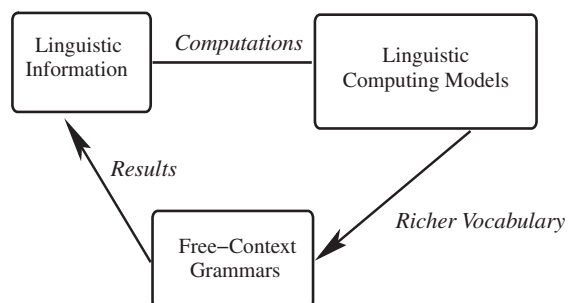 Linguistic
Information
Computations
Linguistic
Computing Models
Results
Richer Vocabulary
Free−Context
Grammars